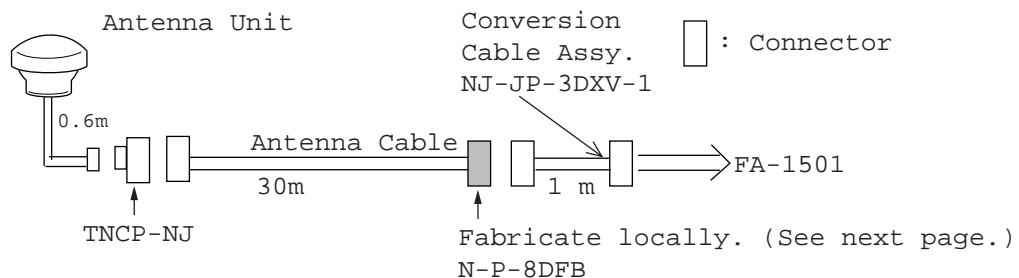 Antenna Unit
Conversion
Cable Assy.
NJ-JP-3DXV-1
: Connector
0.6m
Antenna Cable
30m
1 m
FA-1501
TNCP-NJ
Fabricate locally. (See next page.)
N-P-8DFB